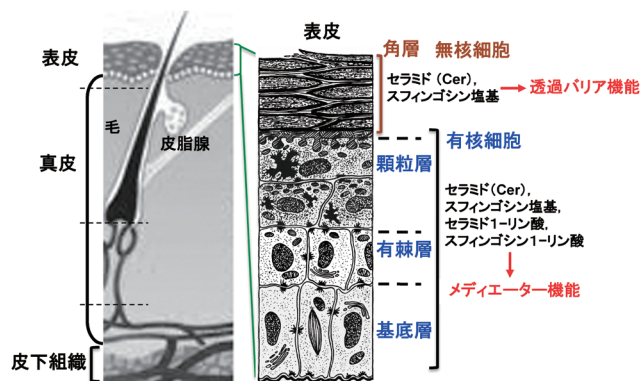 表皮
真皮
皮下組織
毛
皮脂腺
表皮
角層 無核細胞
セラミド (Cer),
スフィンゴシン塩基
透過バリア機能
有核細胞
顆粒層
有棘層
基底層
セラミド(Cer),
スフィンゴシン塩基,
セラミド1-リン酸,
スフィンゴシン1-リン酸
メディエーター機能